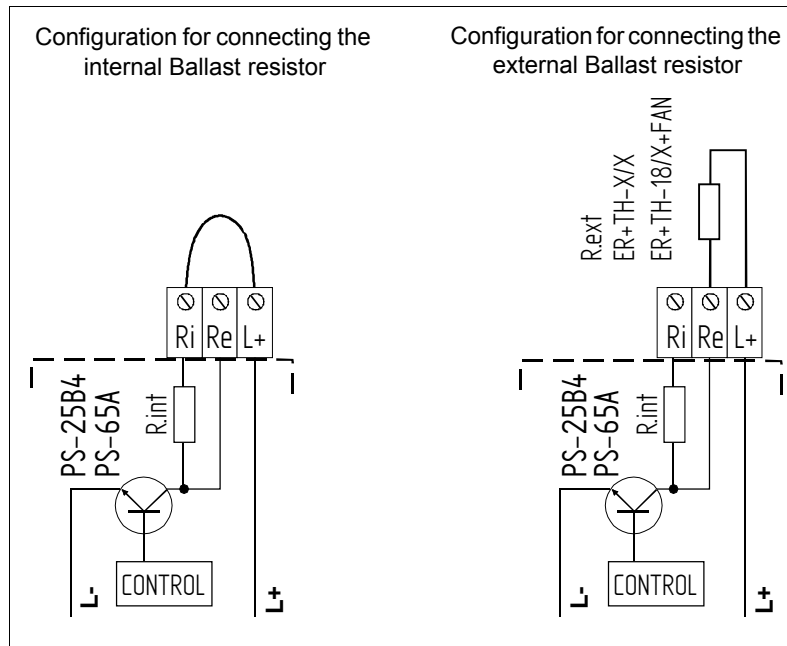 Configuration for connecting the
internal Ballast resistor
Ri Re L+
PS-25B4
PS-65A
R.int
CONTROL
L-
L+
Configuration for connecting the
external Ballast resistor
R.ext
ER+TH-X/X
ER+TH-18/X+FAN
Ri Re L+
PS-25B4
PS-65A
R.int
CONTROL
L-
L+